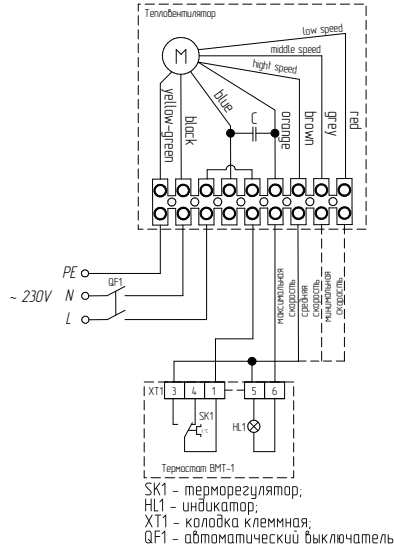 Тепловентилятор
low speed
middle speed
hight speed
M
yellow-green
black
blue
C
orange
brown
grey
red
PE
~ 230V
N
QF1
L
максимальная
скорость
средняя
скорость
минимальная
скорость
XT1
3
4
1
5
6
SK1
t°C
HL1
Термостат ВМТ-1
SK1 - терморегулятор;
HL1 - индикатор;
XT1 - колодка клеммная;
QF1 - автоматический выключатель